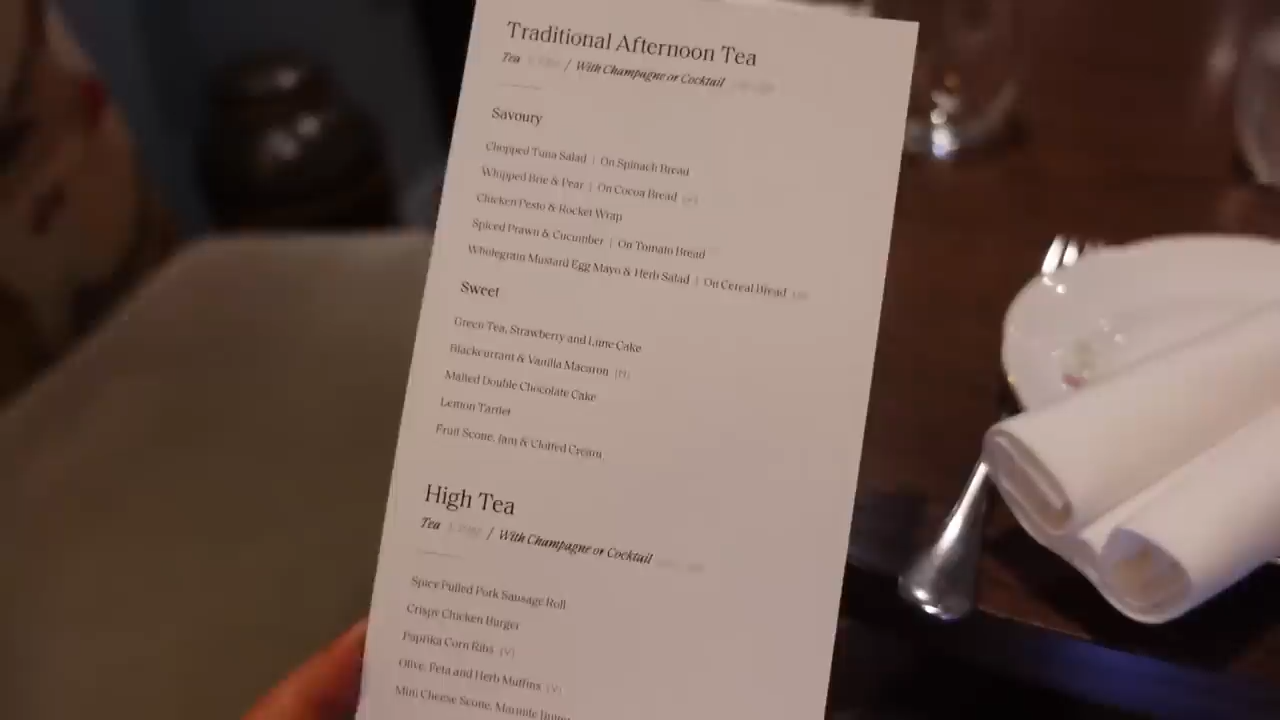 Traditional Afternoon Tea
Tea / With Champagne or Cocktail
Savoury
Chopped Tuna Salad | On Spinach Bread
Whipped Brie & Pear | On Cocoa Bread
Chicken Pesto & Rocket Wrap
Spiced Prawn & Cucumber | On Tomato Bread
Wholegrain Mustard Egg Mayo & Herb Salad | On Cereal Bread
Sweet
Green Tea, Strawberry and Lime Cake
Blackcurrant & Vanilla Macaron (N)
Malted Double Chocolate Cake
Lemon Tartlet
Fruit Scone, Jam & Clotted Cream
High Tea
Tea / With Champagne or Cocktail
Spice Pulled Pork Sausage Roll
Crispy Chicken Burger
Paprika Corn Ribs (V)
Olive, Feta and Herb Muffins (V)
Mini Cheese Scone, Marmite